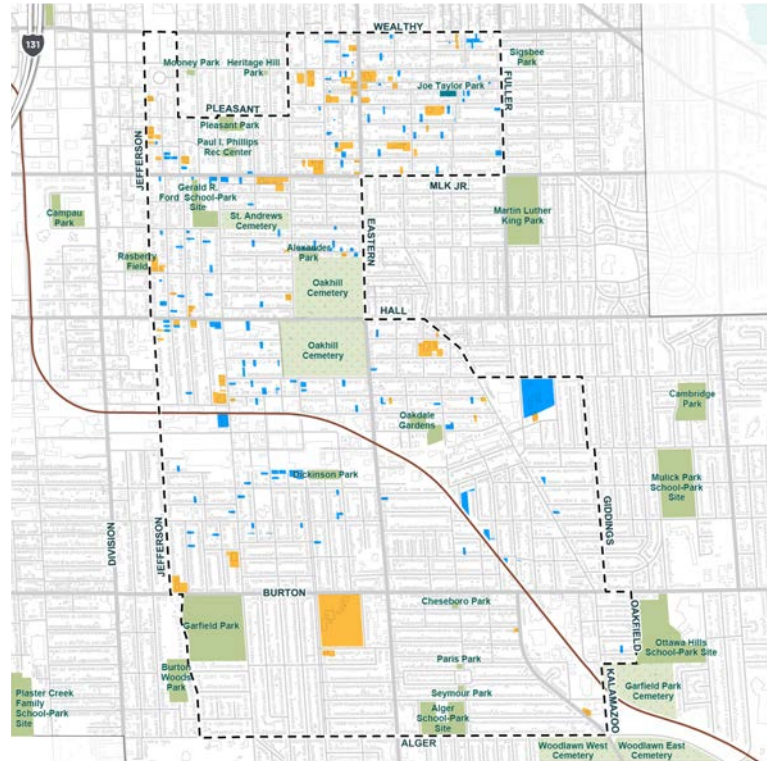 WEALTHY
131
Mooney Park
Heritage Hill
Park
Sigsbee
Park
Joe Taylor Park
FULLER
PLEASANT
Pleasant Park
Paul I. Phillips
Rec Center
JEFFERSON
MLK JR.
Gerald R.
Ford School-Park
Site
St. Andrews
Cemetery
Campau
Park
Martin Luther
King Park
EASTERN
Alexander
Park
Rasberry
Field
Oakhill
Cemetery
HALL
Oakhill
Cemetery
Cambridge
Park
Oakdale
Gardens
Dickinson Park
Mulick Park
School-Park
Site
GIDDINGS
DIVISION
JEFFERSON
BURTON
Cheseboro Park
Garfield Park
OAKFIELD
Ottawa Hills
School-Park Site
Burton
Woods
Park
Paris Park
Seymour Park
KALAMAZOO
Garfield Park
Cemetery
Plaster Creek
Family
School-Park
Site
Alger
School-Park
Site
ALGER
Woodlawn West
Cemetery
Woodlawn East
Cemetery